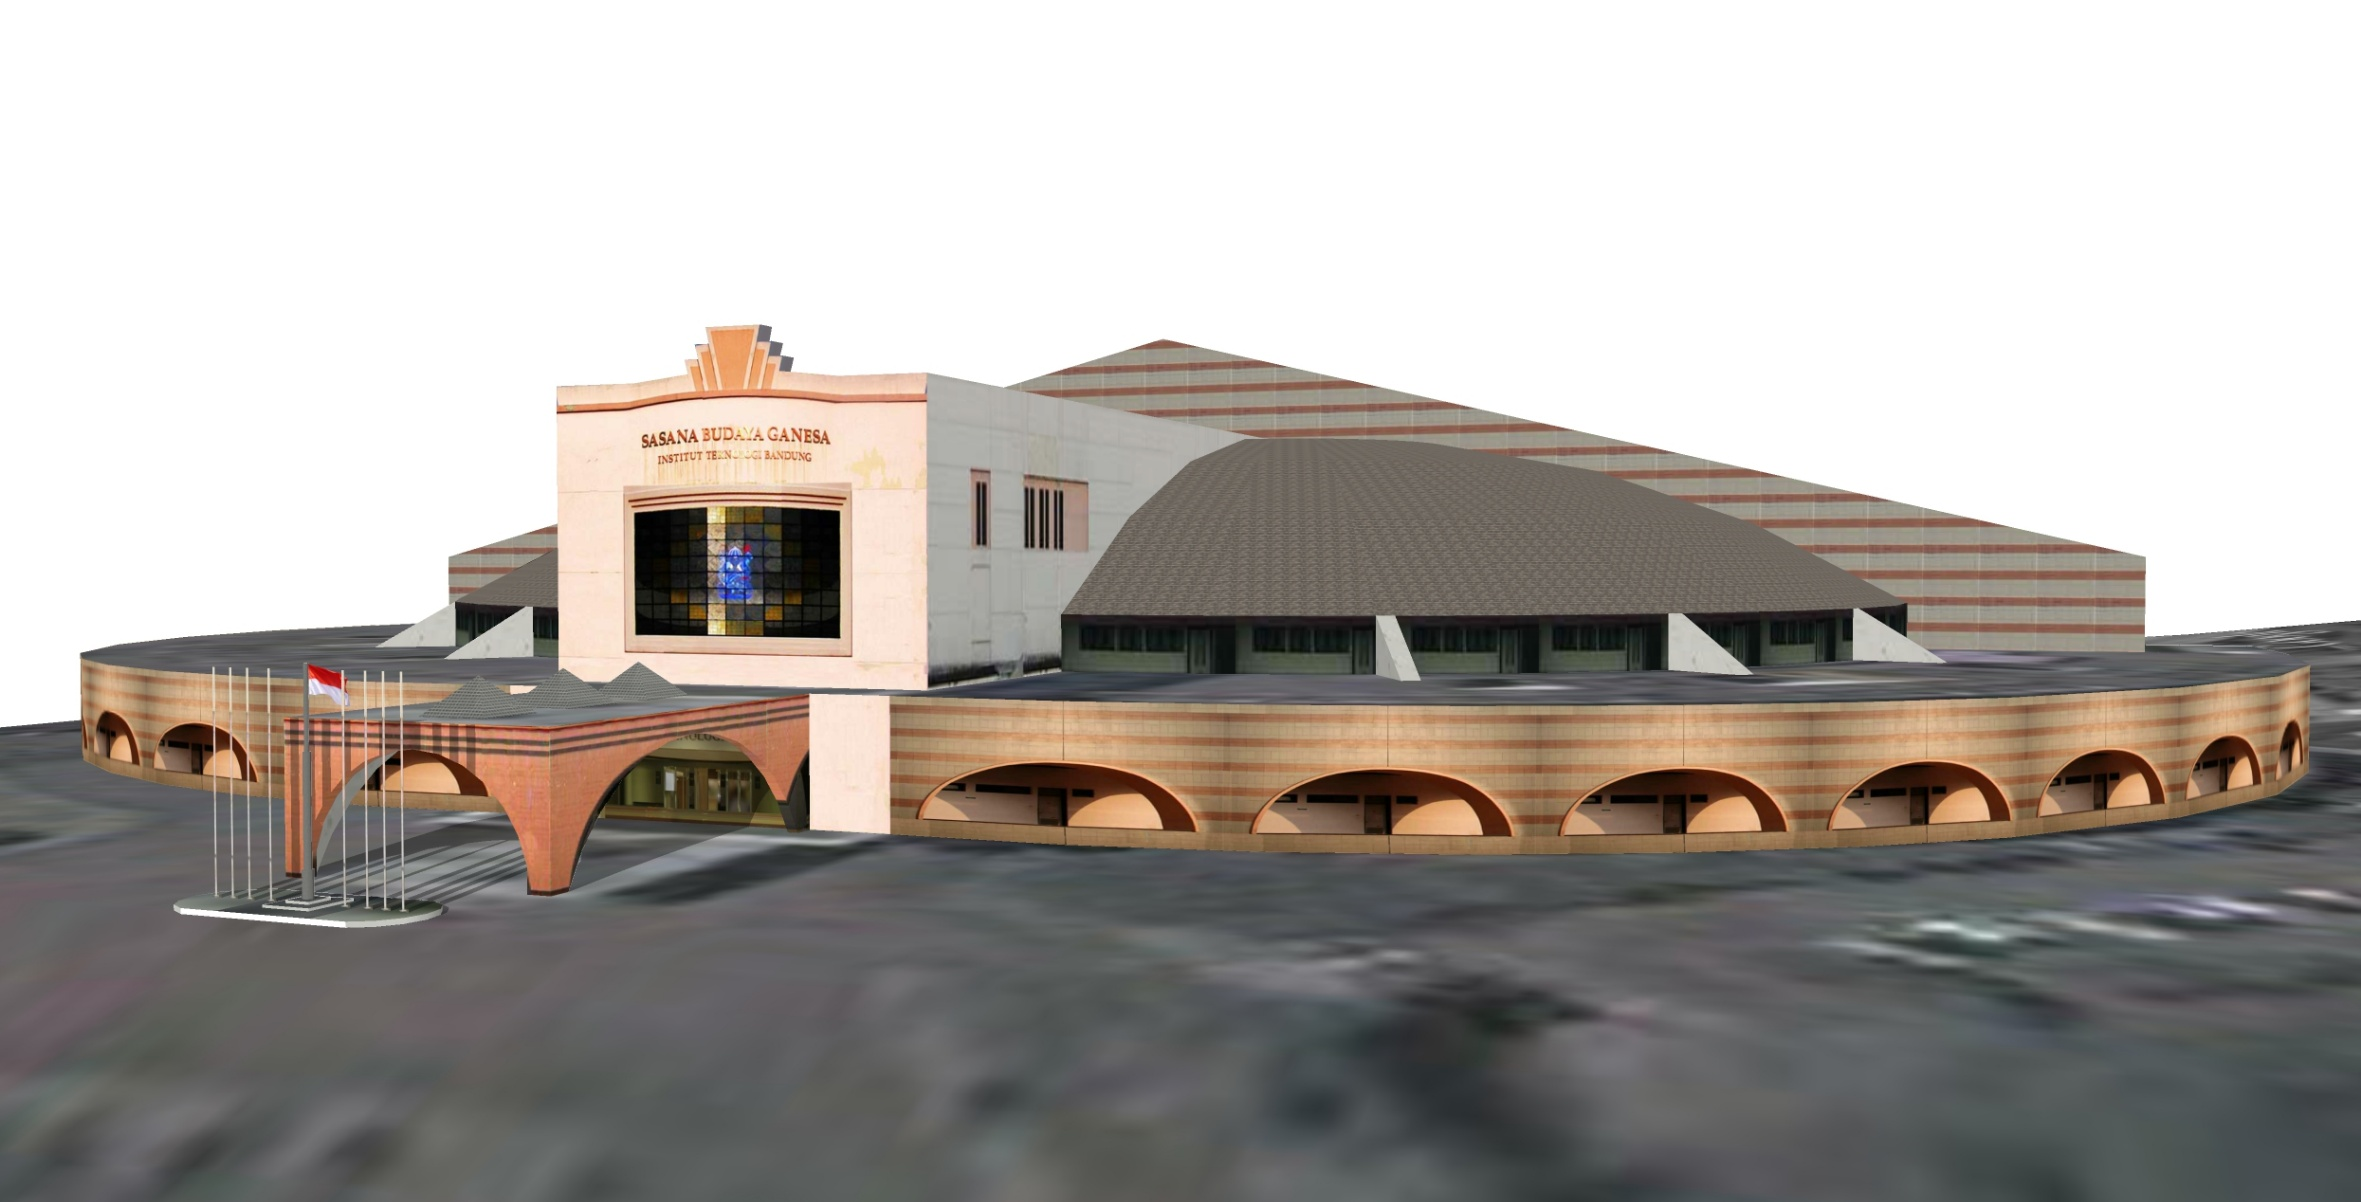 SASANA BUDAYA GANESA
INSTITUT TEKNOLOGI BANDUNG